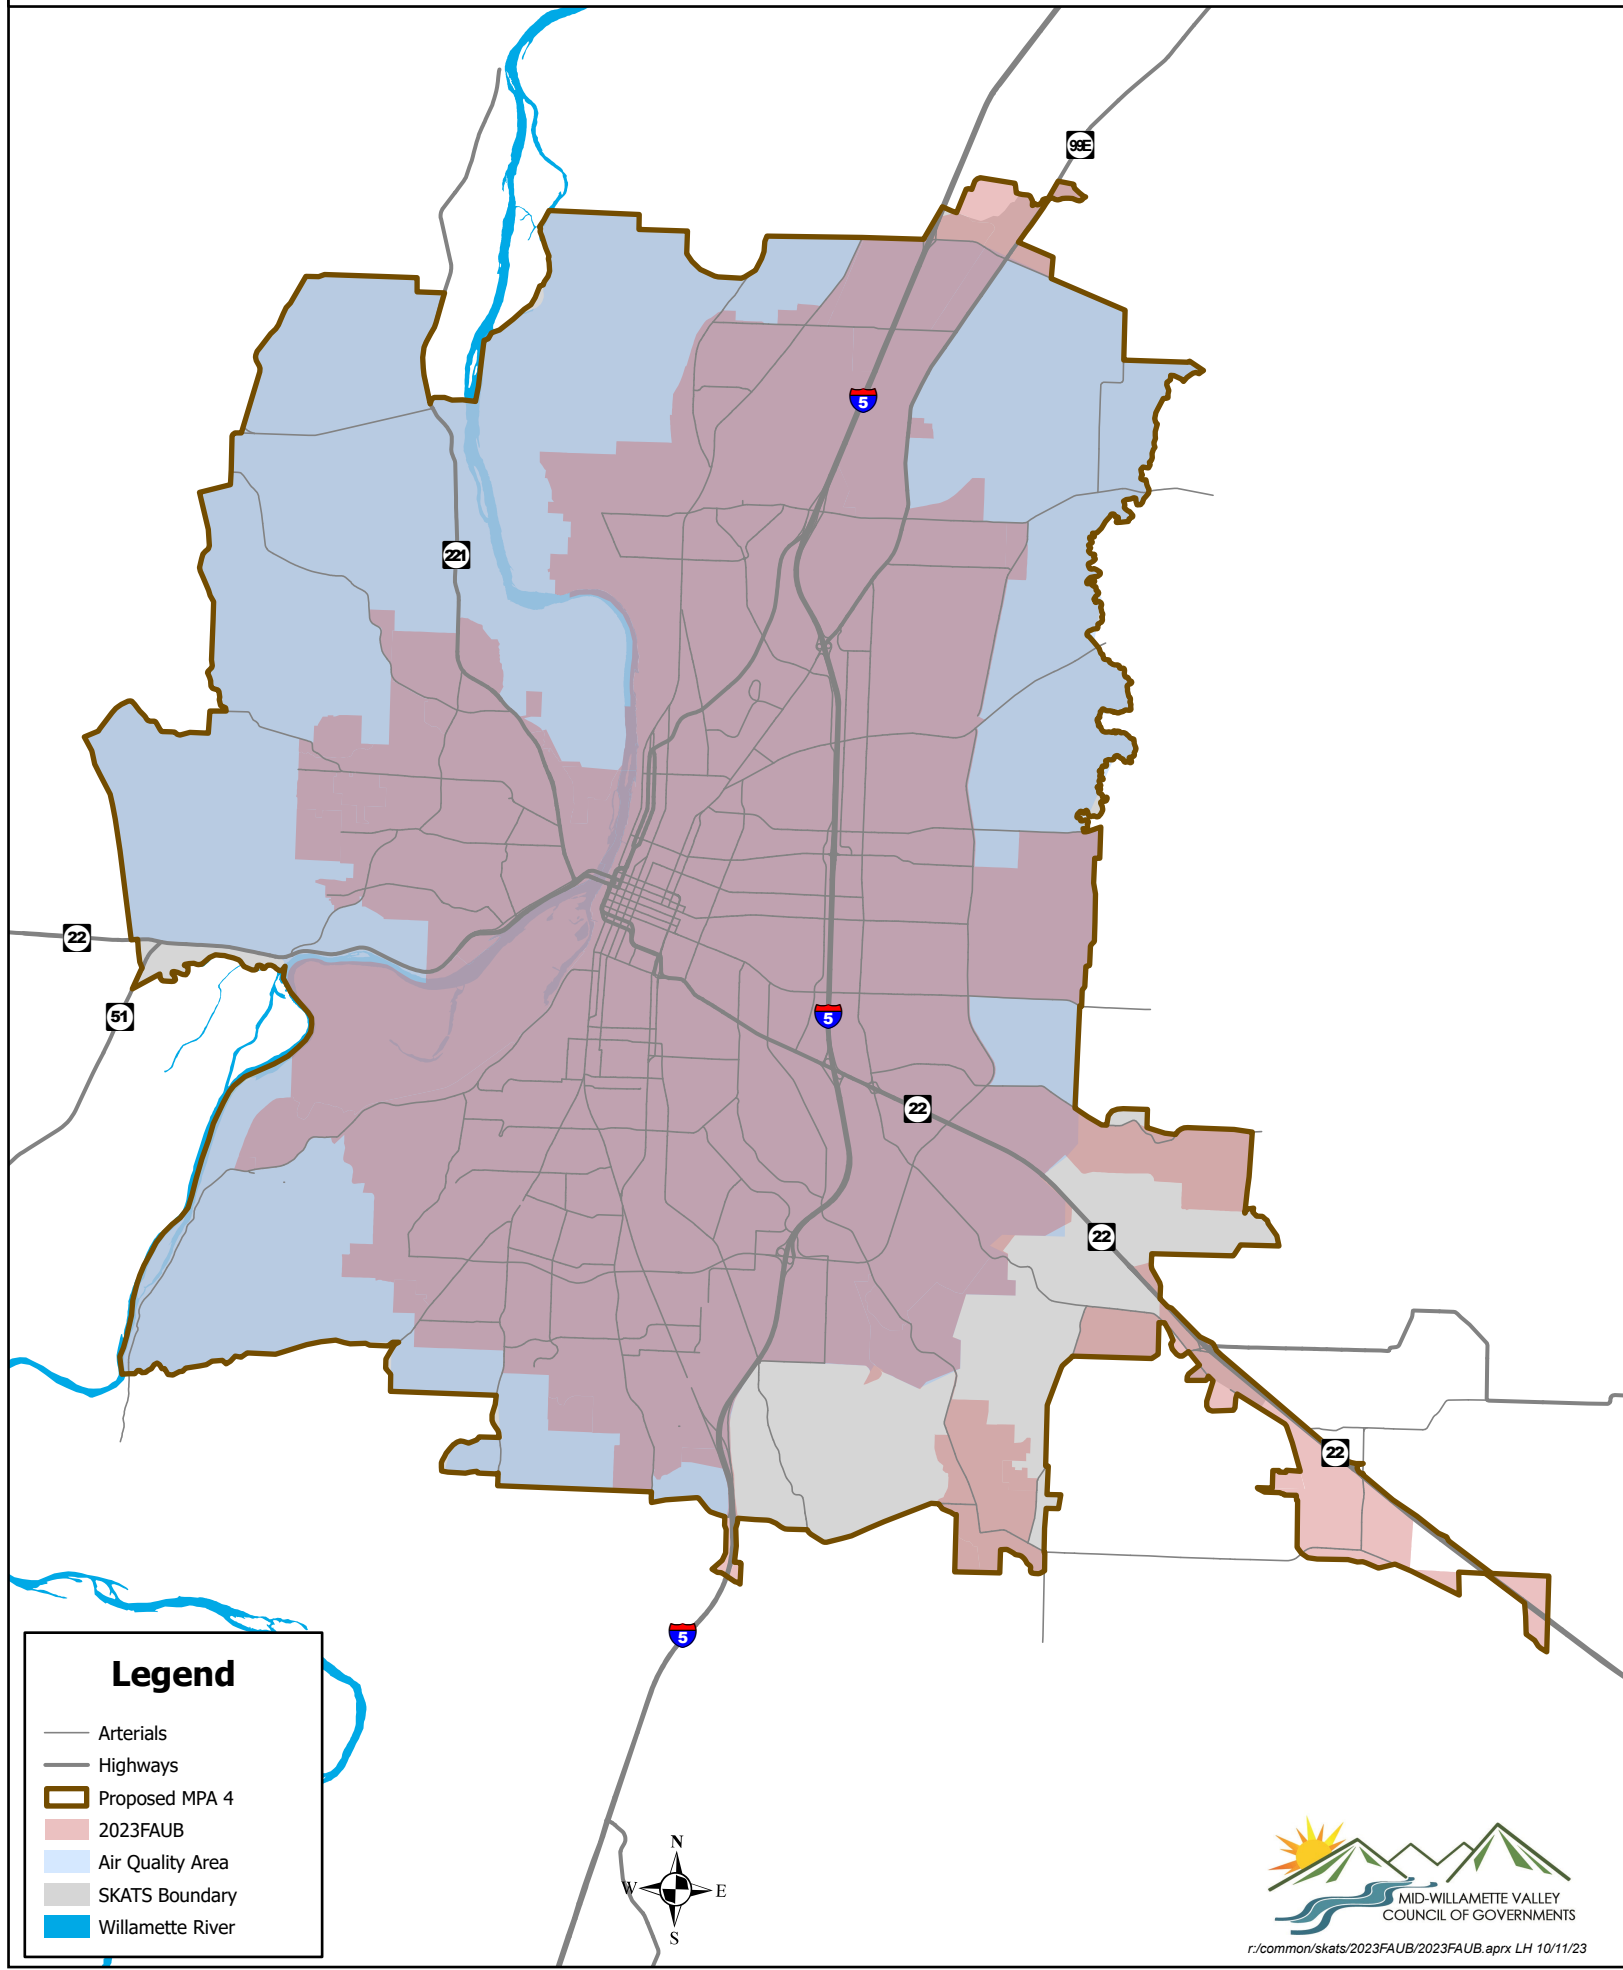 99E
5
221
22
51
5
22
22
22
5
Legend
Arterials
Highways
Proposed MPA 4
2023FAUB
Air Quality Area
SKATS Boundary
Willamette River
N
W
E
S
MID-WILLAMETTE VALLEY
COUNCIL OF GOVERNMENTS
r:/common/skats/2023FAUB/2023FAUB.aprx LH 10/11/23